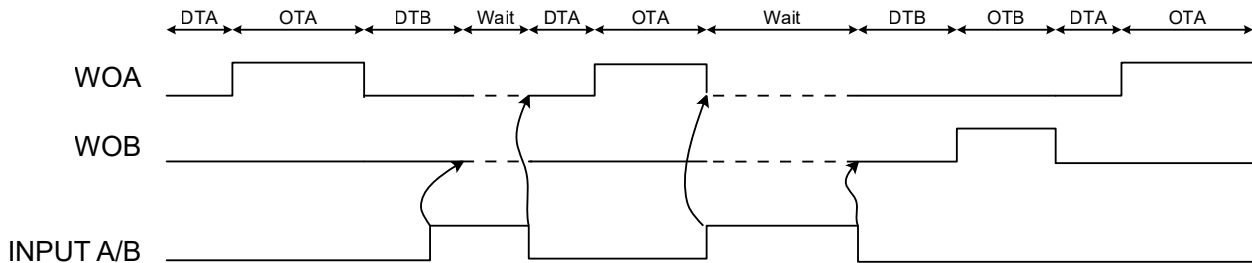 DTA OTA DTB Wait DTA OTA Wait DTB OTB DTA OTA
WOA
WOB
INPUT A/B